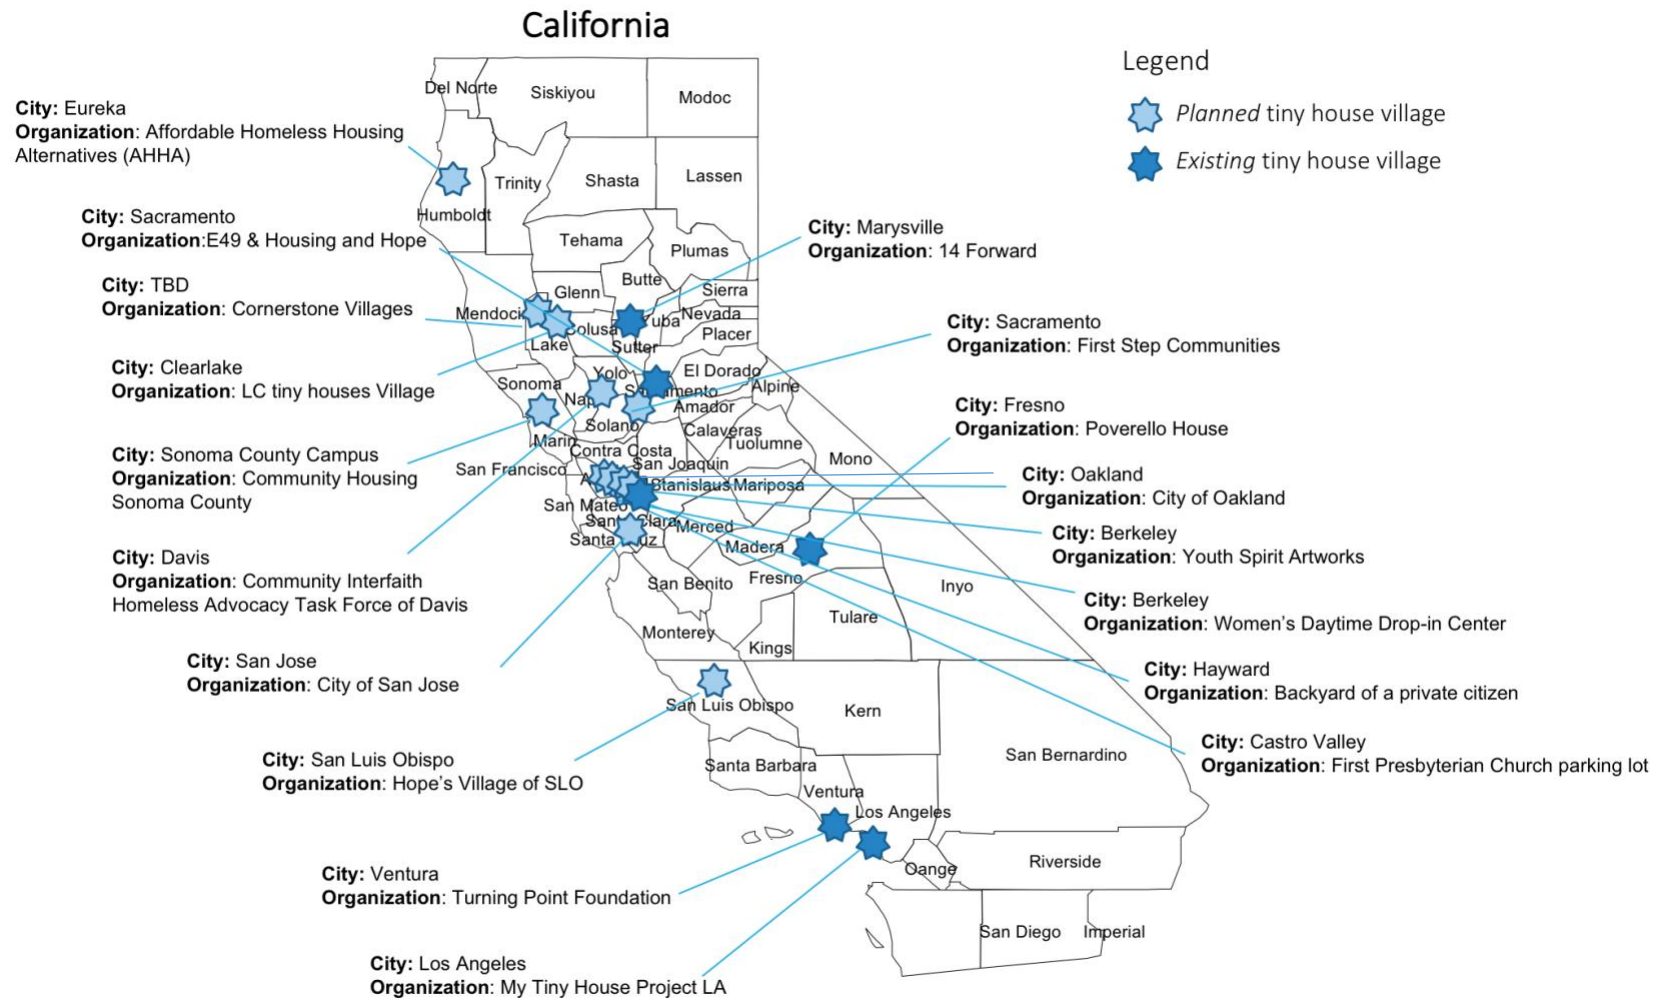 California
Legend
Planned tiny house village
Existing tiny house village
City: Eureka
Organization: Affordable Homeless Housing
Alternatives (AHHA)
City: Sacramento
Organization:E49 & Housing and Hope
City: TBD
Organization: Cornerstone Villages
City: Clearlake
Organization: LC tiny houses Village
City: Sonoma County Campus
Organization: Community Housing
Sonoma County
City: Davis
Organization: Community Interfaith
Homeless Advocacy Task Force of Davis
City: San Jose
Organization: City of San Jose
City: San Luis Obispo
Organization: Hope's Village of SLO
City: Ventura
Organization: Turning Point Foundation
City: Los Angeles
Organization: My Tiny House Project LA
City: Marysville
Organization: 14 Forward
City: Sacramento
Organization: First Step Communities
City: Fresno
Organization: Poverello House
City: Oakland
Organization: City of Oakland
City: Berkeley
Organization: Youth Spirit Artworks
City: Berkeley
Organization: Women's Daytime Drop-in Center
City: Hayward
Organization: Backyard of a private citizen
City: Castro Valley
Organization: First Presbyterian Church parking lot
Del Norte
Siskiyou
Modoc
Humboldt
Trinity
Shasta
Lassen
Tehama
Plumas
Butte
Glenn
Sierra
Nevada
Placer
Lake
Sutter
Yolo
El Dorado
Alpine
Sonoma
Amador
Solano
Calaveras
Tuolumne
Marin
Contra Costa
San Francisco
San Joaquin
Mono
Stanislaus
Mariposa
San Mateo
Merced
Madera
San Benito
Fresno
Inyo
Tulare
Monterey
Kings
San Luis Obispo
Kern
Santa Barbara
San Bernardino
Ventura
Los Angeles
Oange
Riverside
San Diego
Imperial